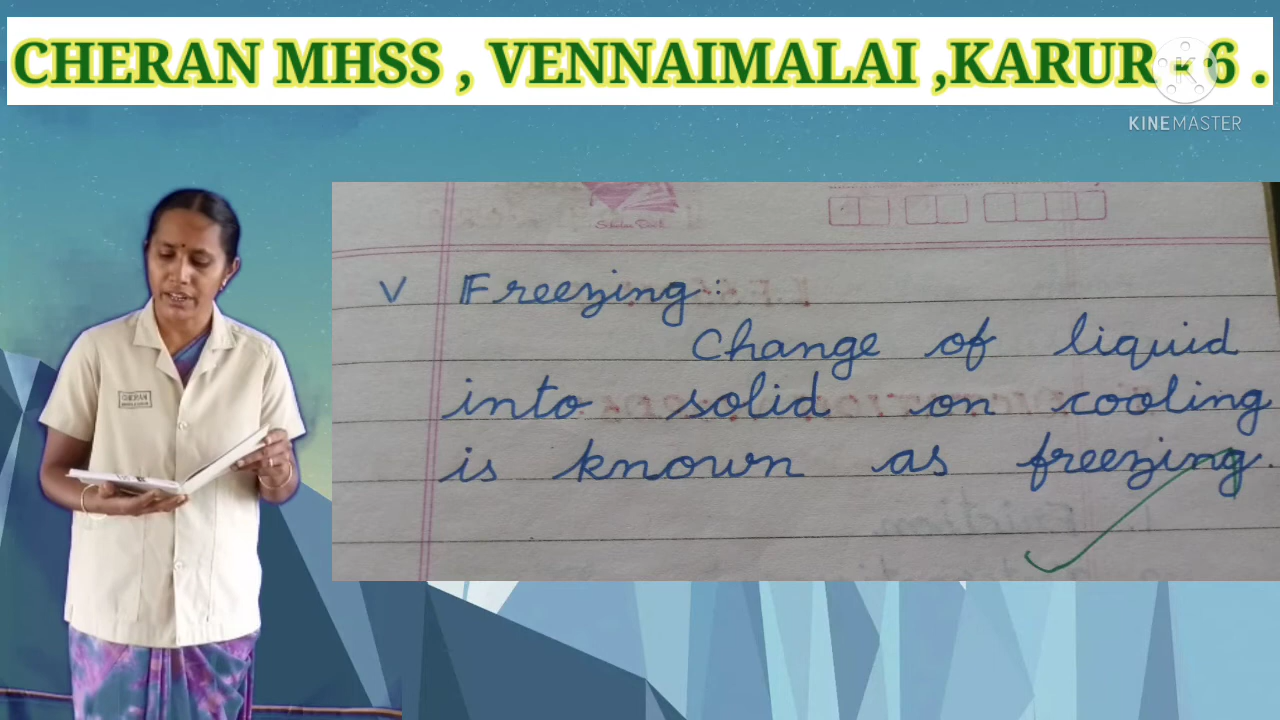 CHERAN MHSS , VENNAIMALAI ,KARUR - 6 .
KINEMASTER
V Freezing :
Change of liquid
into solid on cooling
is known as freezing.
CHERAN